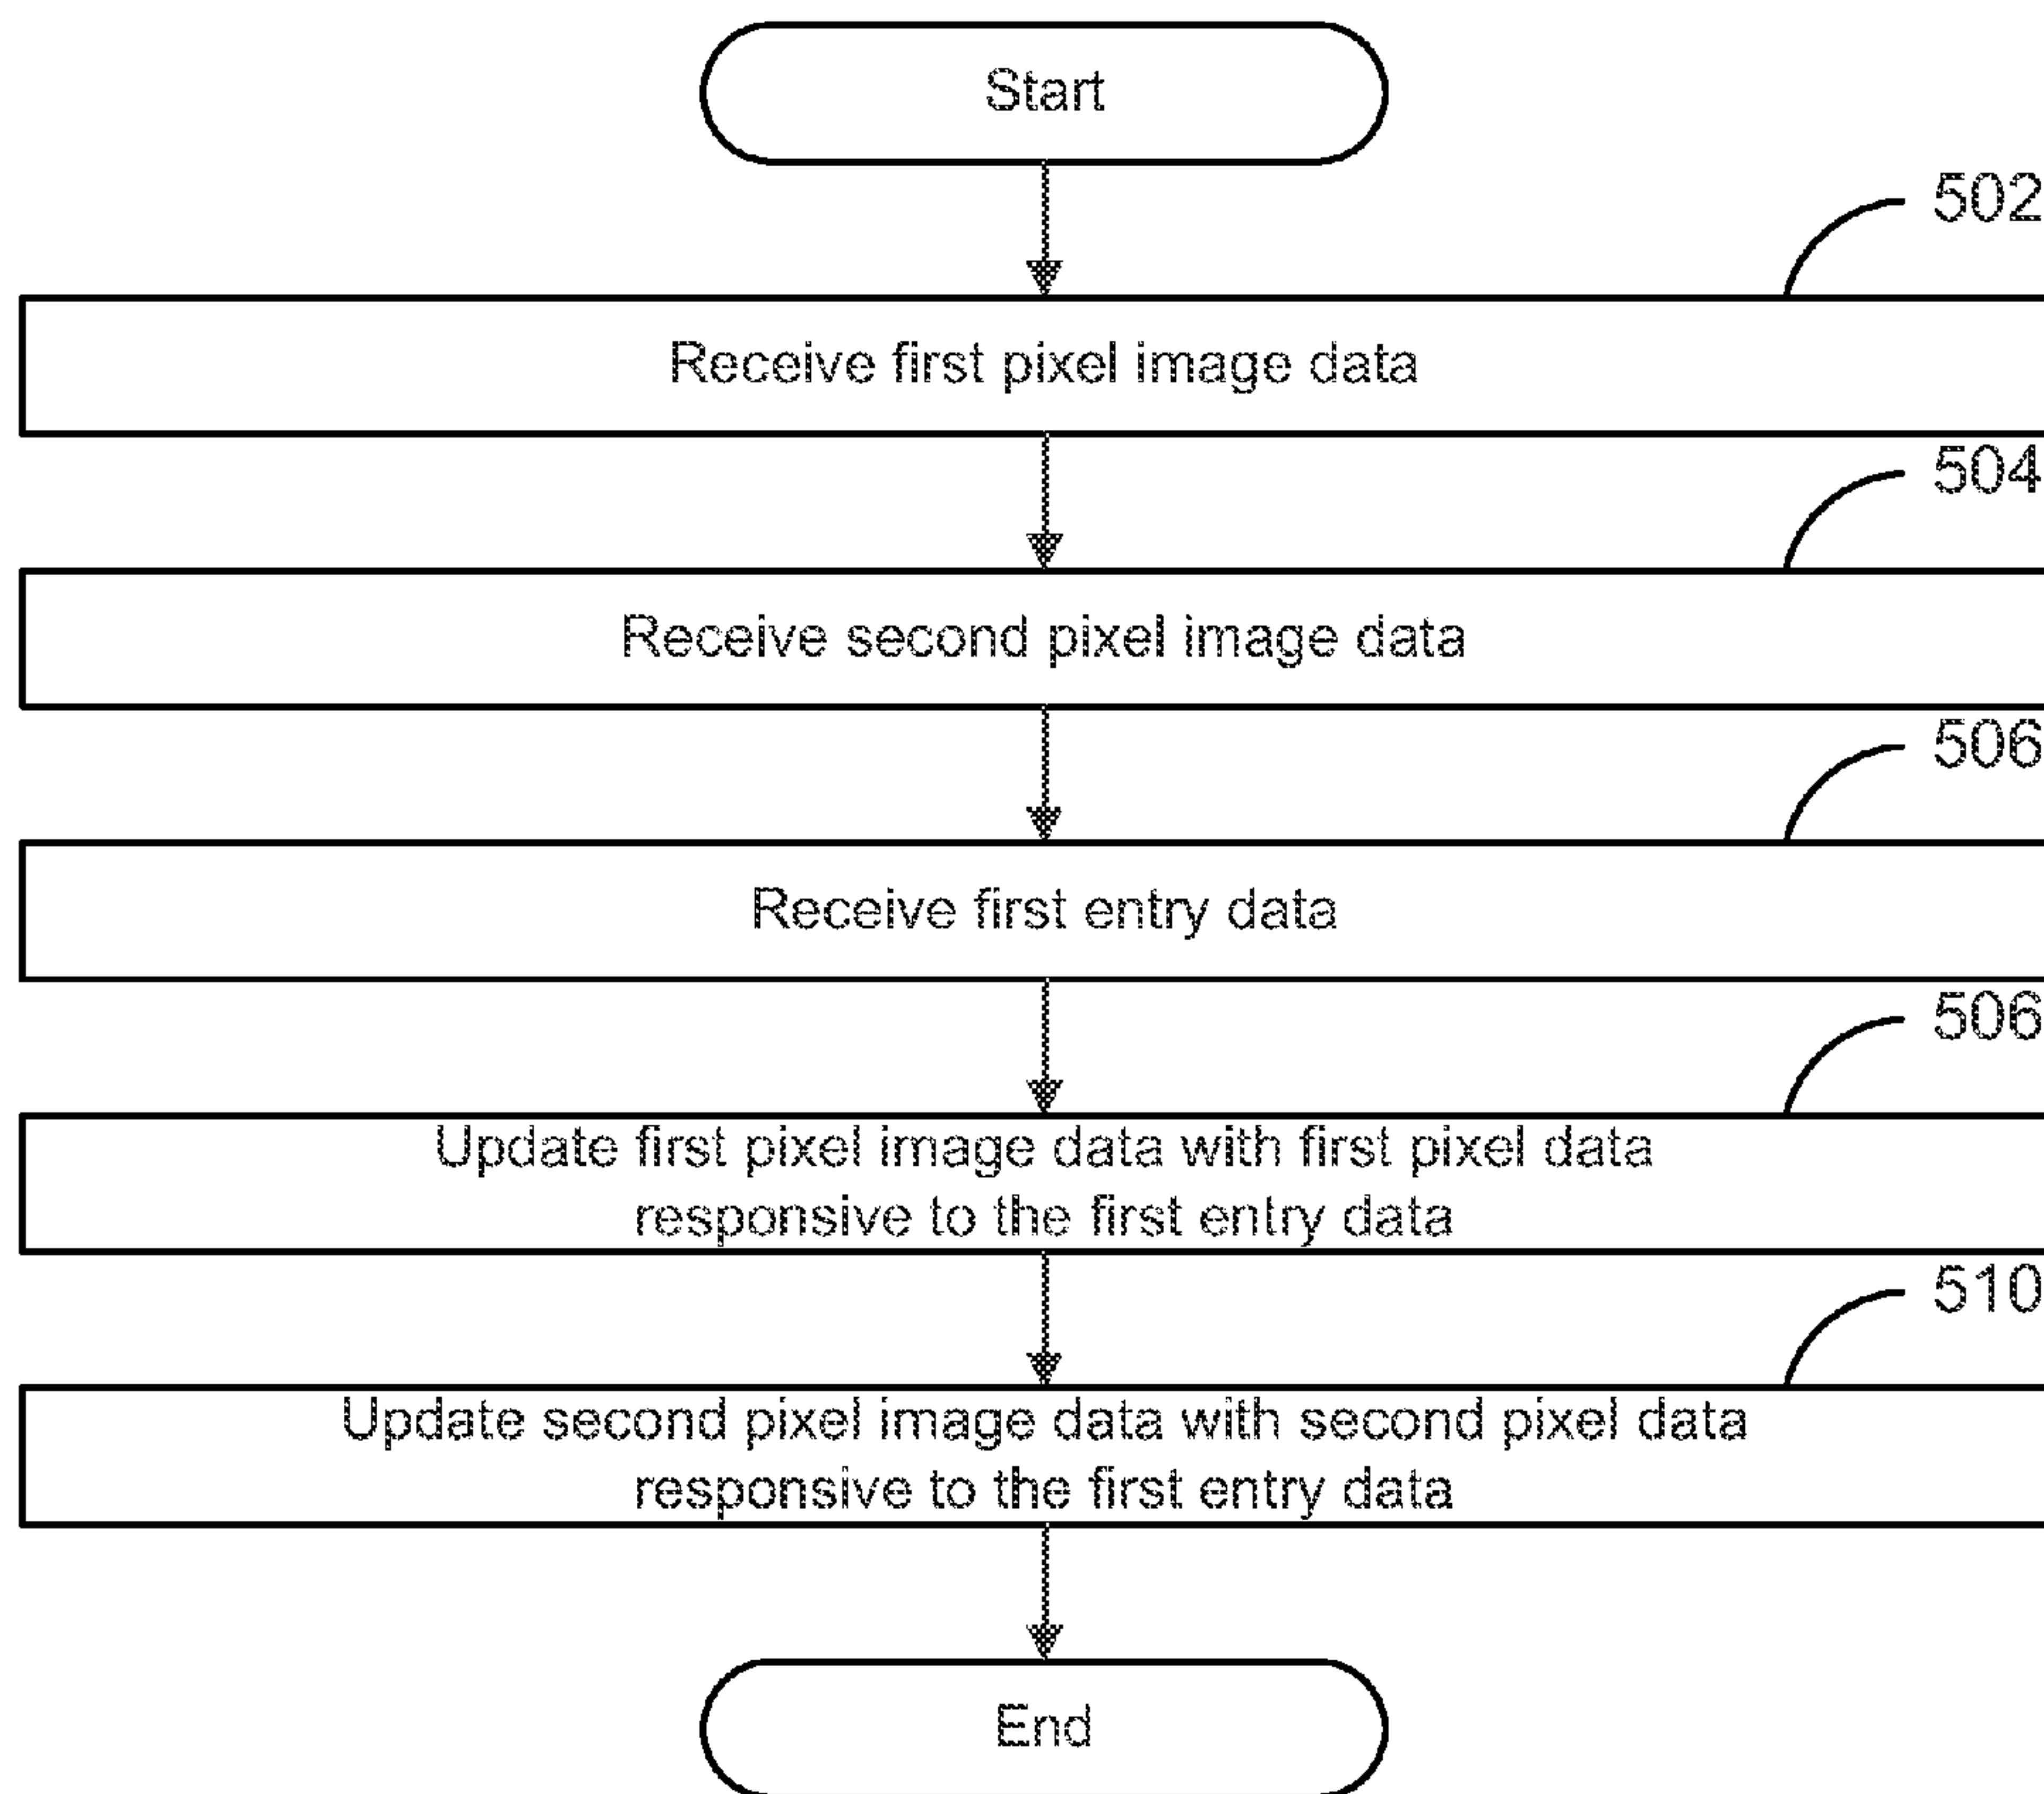 Start
502
Receive first pixel image data
504
Receive second pixel image data
506
Receive first entry data
506
Update first pixel image data with first pixel data
responsive to the first entry data
510
Update second pixel image data with second pixel data
responsive to the first entry data
End